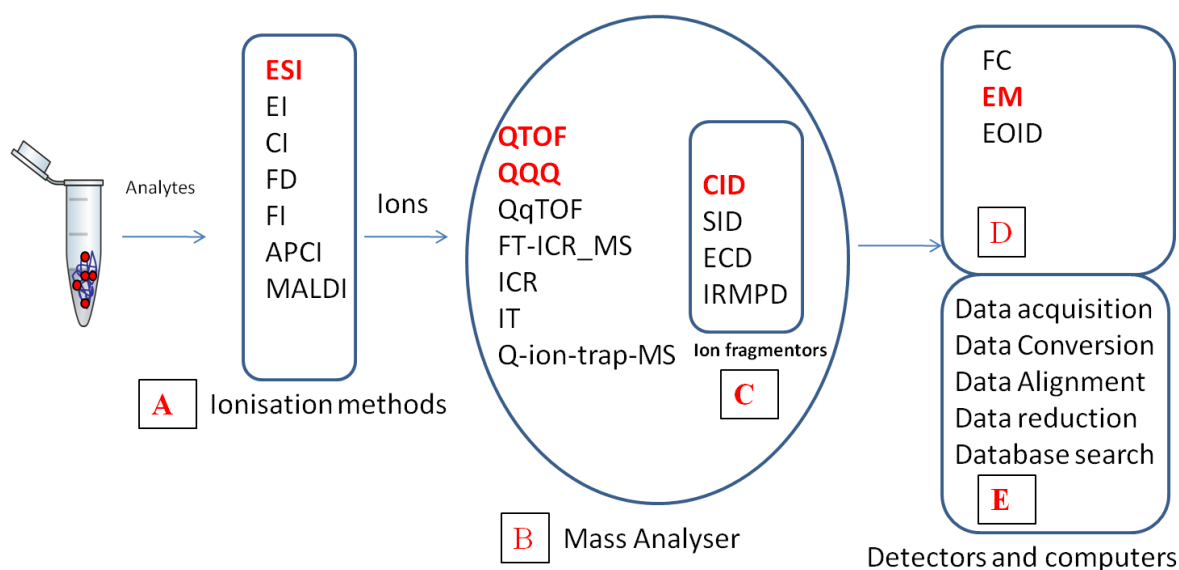 Analytes
ESI
EI
CI
FD
FI
APCI
MALDI
A
Ionisation methods
Ions
QTOF
QQQ
QqTOF
FT-ICR_MS
ICR
IT
Q-ion-trap-MS
CID
SID
ECD
IRMPD
Ion fragmentors
C
B
Mass Analyser
FC
EM
EOID
D
Data acquisition
Data Conversion
Data Alignment
Data reduction
Database search
E
Detectors and computers